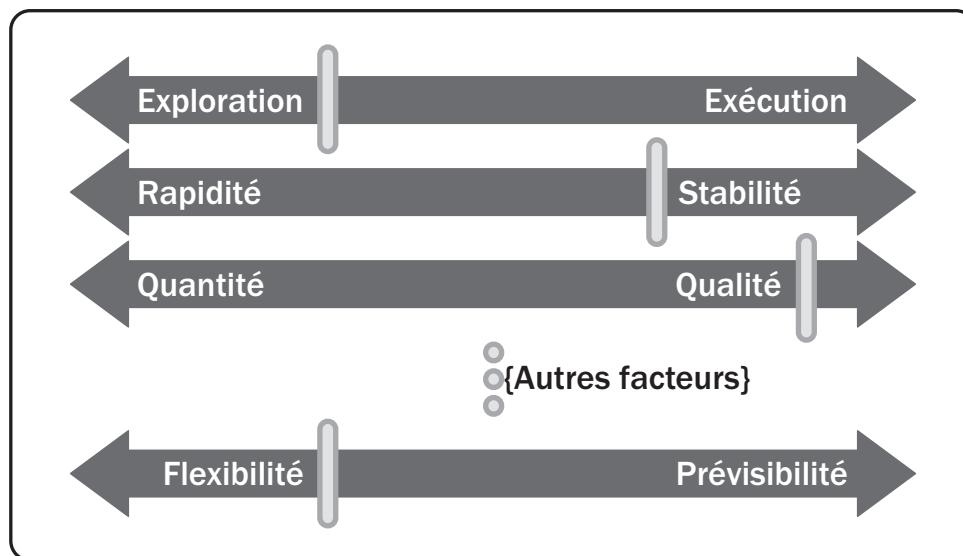 Exploration Exécution
Rapidité Stabilité
Quantité Qualité
{Autres facteurs}
Flexibilité Prévisibilité